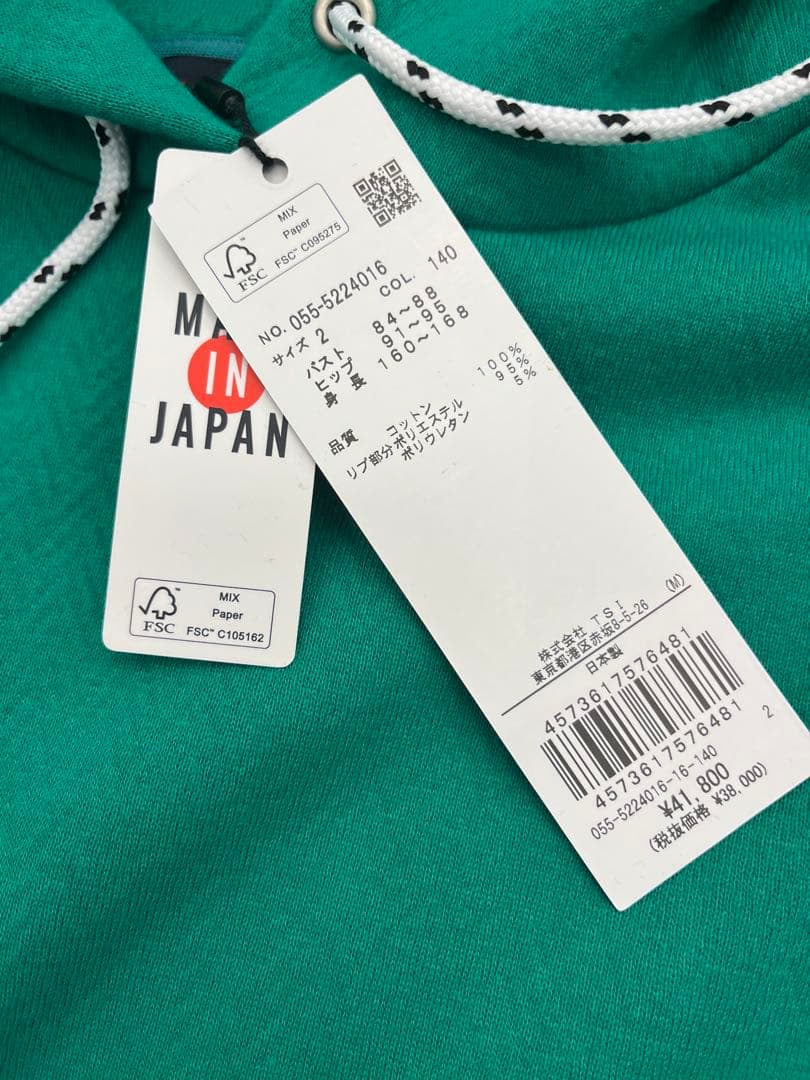 MIX
Paper
FSC™ C095275
FSC
NO. 055-5224016
COL. 140
サイズ 2
バスト 84～88
ヒップ 91～95
身長 160～168
品質 コットン 100%
リブ部分ポリエステル 95%
ポリウレタン 5%
株式会社 TSI (M)
東京都港区赤坂8-5-26
日本製
4573617576481
4573617576481 2
055-5224016-16-140
¥41,800
(税抜価格 ¥38,000)
MA
IN
JAPAN
MIX
Paper
FSC™ C105162
FSC